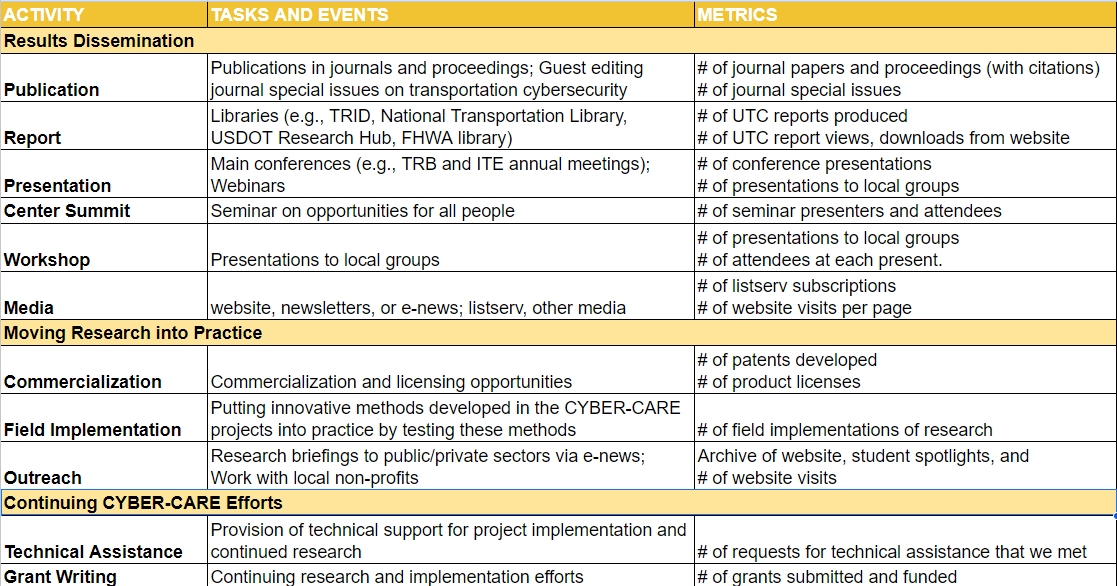 ACTIVITY TASKS AND EVENTS METRICS
Results Dissemination
Publication
Publications in journals and proceedings; Guest editing
journal special issues on transportation cybersecurity
# of journal papers and proceedings (with citations)
# of journal special issues
Report
Libraries (e.g., TRID, National Transportation Library,
USDOT Research Hub, FHWA library)
# of UTC reports produced
# of UTC report views, downloads from website
Presentation
Main conferences (e.g., TRB and ITE annual meetings);
Webinars
# of conference presentations
# of presentations to local groups
Center Summit
Seminar on opportunities for all people
# of seminar presenters and attendees
Workshop
Presentations to local groups
# of presentations to local groups
# of attendees at each present.
Media
website, newsletters, or e-news; listserv, other media
# of listserv subscriptions
# of website visits per page
Moving Research into Practice
Commercialization
Commercialization and licensing opportunities
# of patents developed
# of product licenses
Field Implementation
Putting innovative methods developed in the CYBER-CARE
projects into practice by testing these methods
# of field implementations of research
Outreach
Research briefings to public/private sectors via e-news;
Work with local non-profits
Archive of website, student spotlights, and
# of website visits
Continuing CYBER-CARE Efforts
Technical Assistance
Provision of technical support for project implementation and
continued research
# of requests for technical assistance that we met
Grant Writing
Continuing research and implementation efforts
# of grants submitted and funded